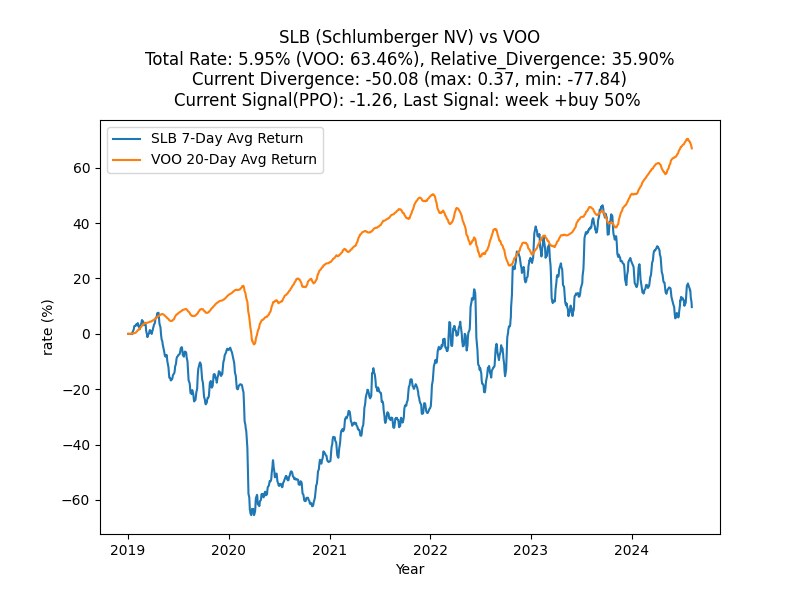 SLB (Schlumberger NV) vs VOO
Total Rate: 5.95% (VOO: 63.46%), Relative_Divergence: 35.90%
Current Divergence: -50.08 (max: 0.37, min: -77.84)
Current Signal(PPO): -1.26, Last Signal: week +buy 50%
SLB 7-Day Avg Return
VOO 20-Day Avg Return
60
40
20
0
−20
−40
−60
rate (%)
2019 2020 2021 2022 2023 2024
Year